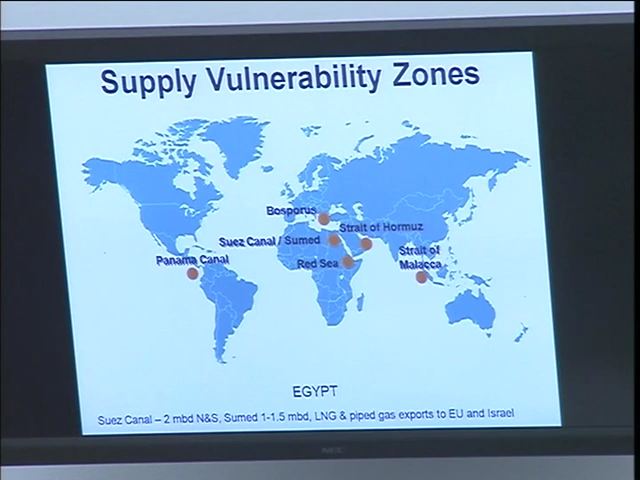 Supply Vulnerability Zones
Bosporus
Strait of Hormuz
Suez Canal / Sumed
Strait of
Malacca
Panama Canal
Red Sea
EGYPT
Suez Canal – 2 mbd N&S, Sumed 1-1.5 mbd, LNG & piped gas exports to EU and Israel
NEC